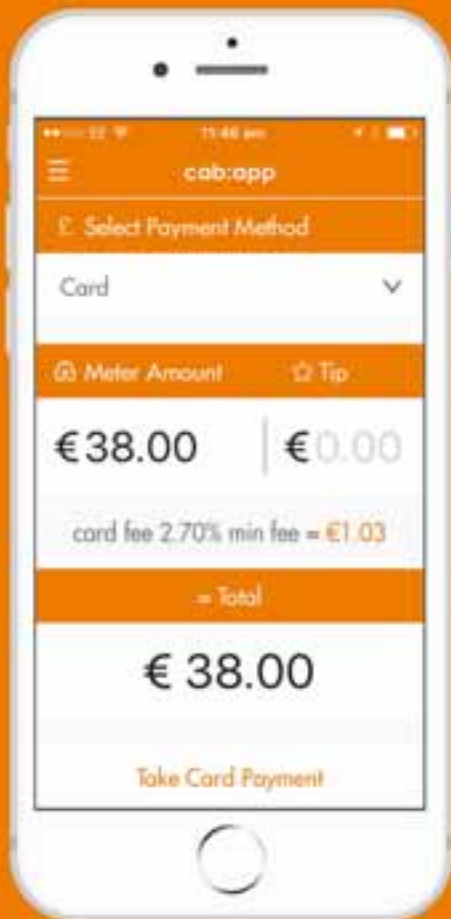 11:46 am
cab:app
£ Select Payment Method
Card
Meter Amount Tip
€38.00 €0.00
card fee 2.70% min fee = €1.03
= Total
€ 38.00
Take Card Payment